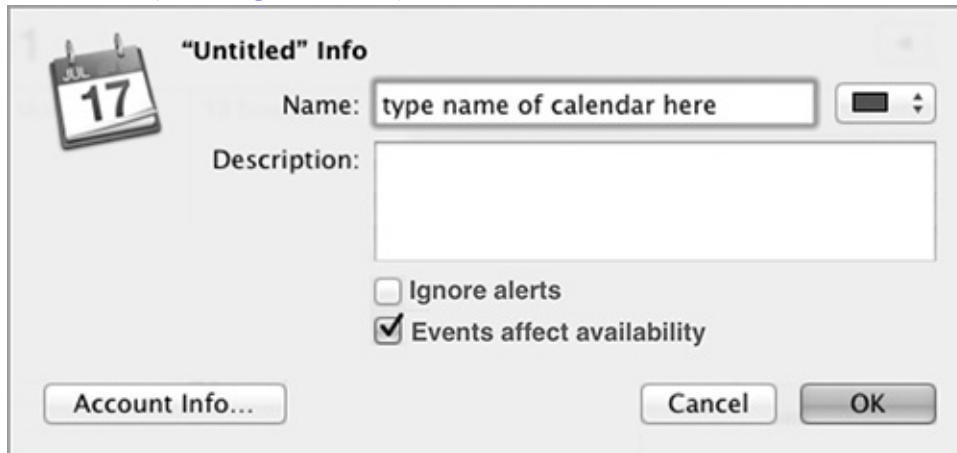 “Untitled” Info
JUL
17
Name: type name of calendar here
Description:
Ignore alerts
Events affect availability
Account Info... Cancel OK